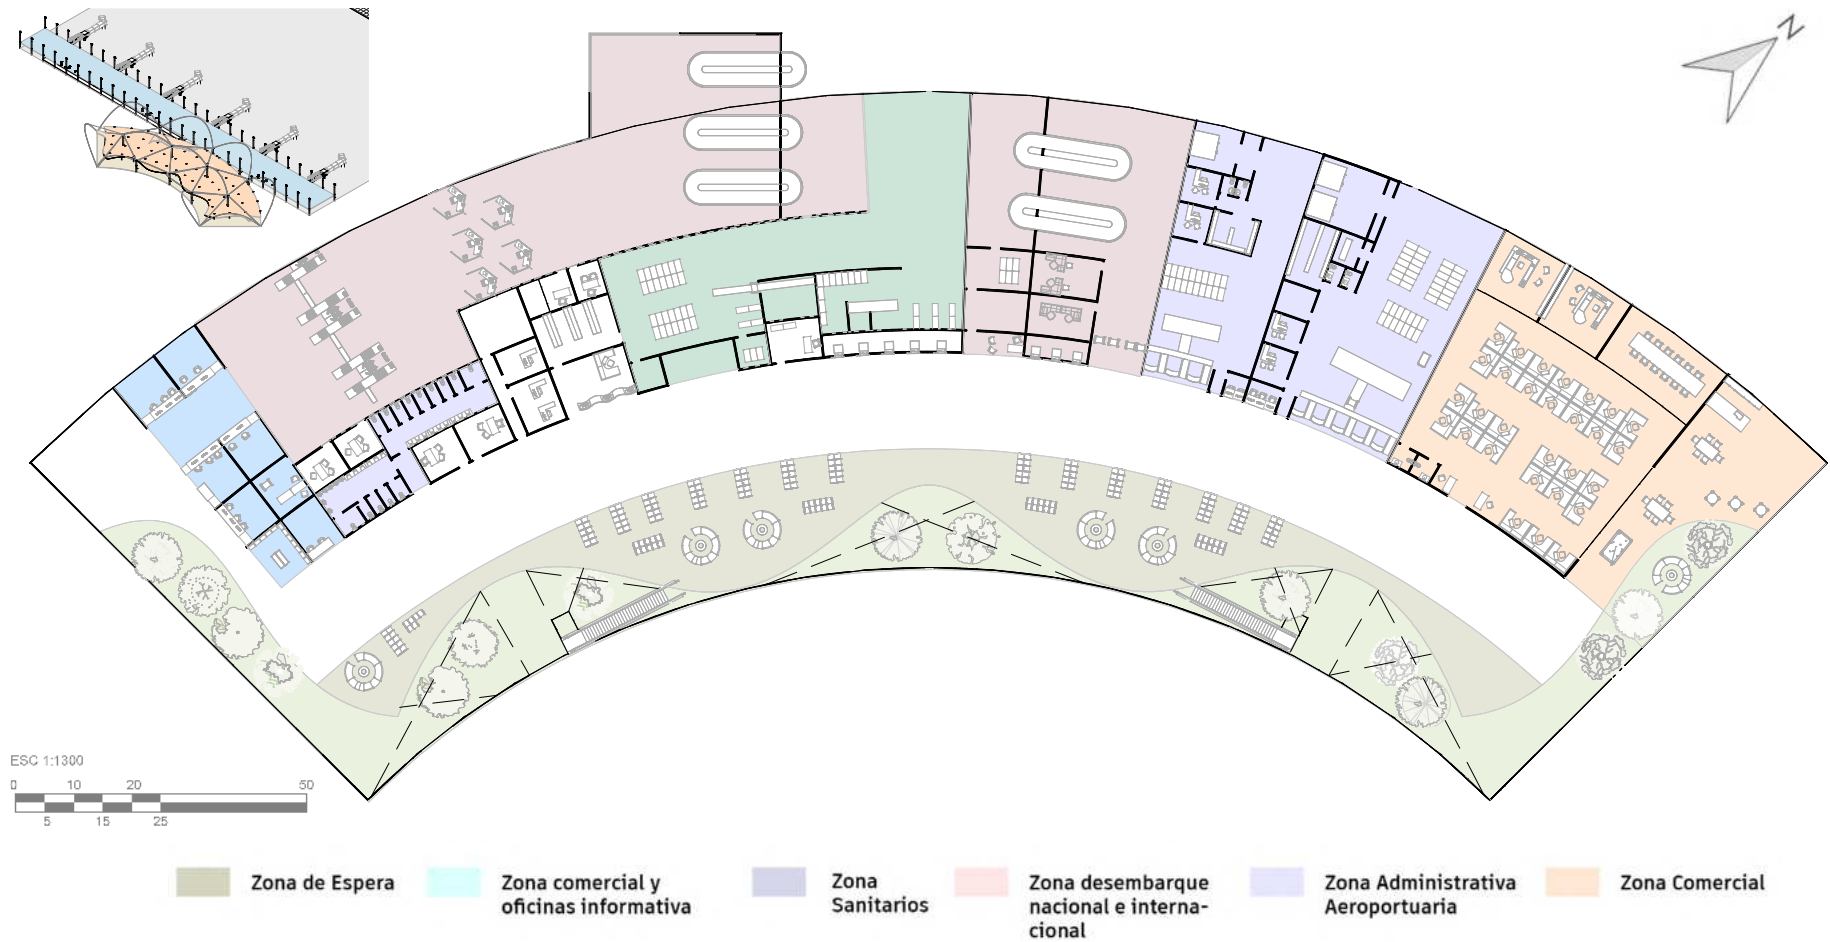 N
ESC 1:1300
0 10 20 50
5 15 25
Zona de Espera
Zona comercial y
oficinas informativa
Zona
Sanitarios
Zona desembarque
nacional e interna-
cional
Zona Administrativa
Aeroportuaria
Zona Comercial